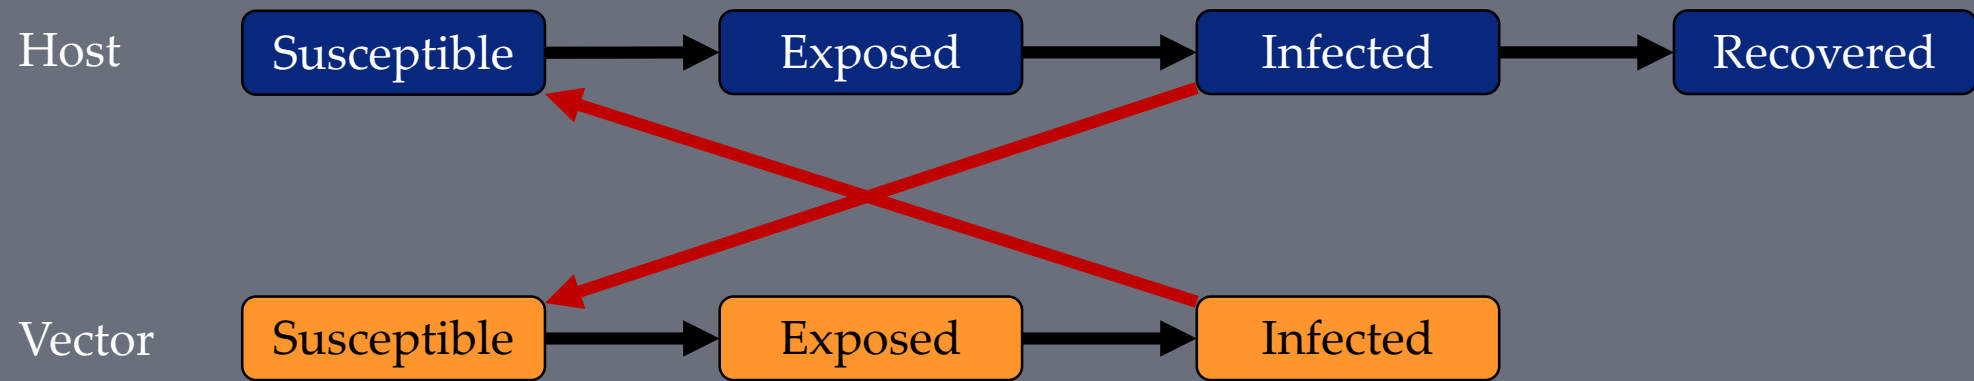 Host Susceptible Exposed Infected Recovered
Vector Susceptible Exposed Infected